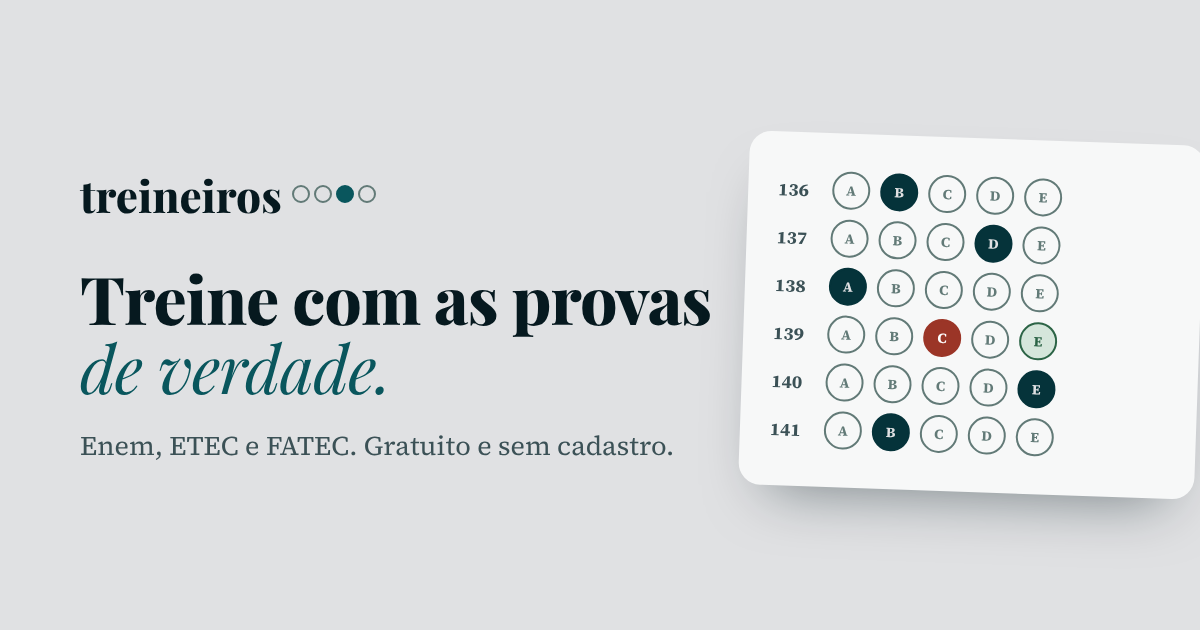 treineiros
Treine com as provas
de verdade.
Enem, ETEC e FATEC. Gratuito e sem cadastro.
136 A B C D E
137 A B C D E
138 A B C D E
139 A B C D E
140 A B C D E
141 A B C D E